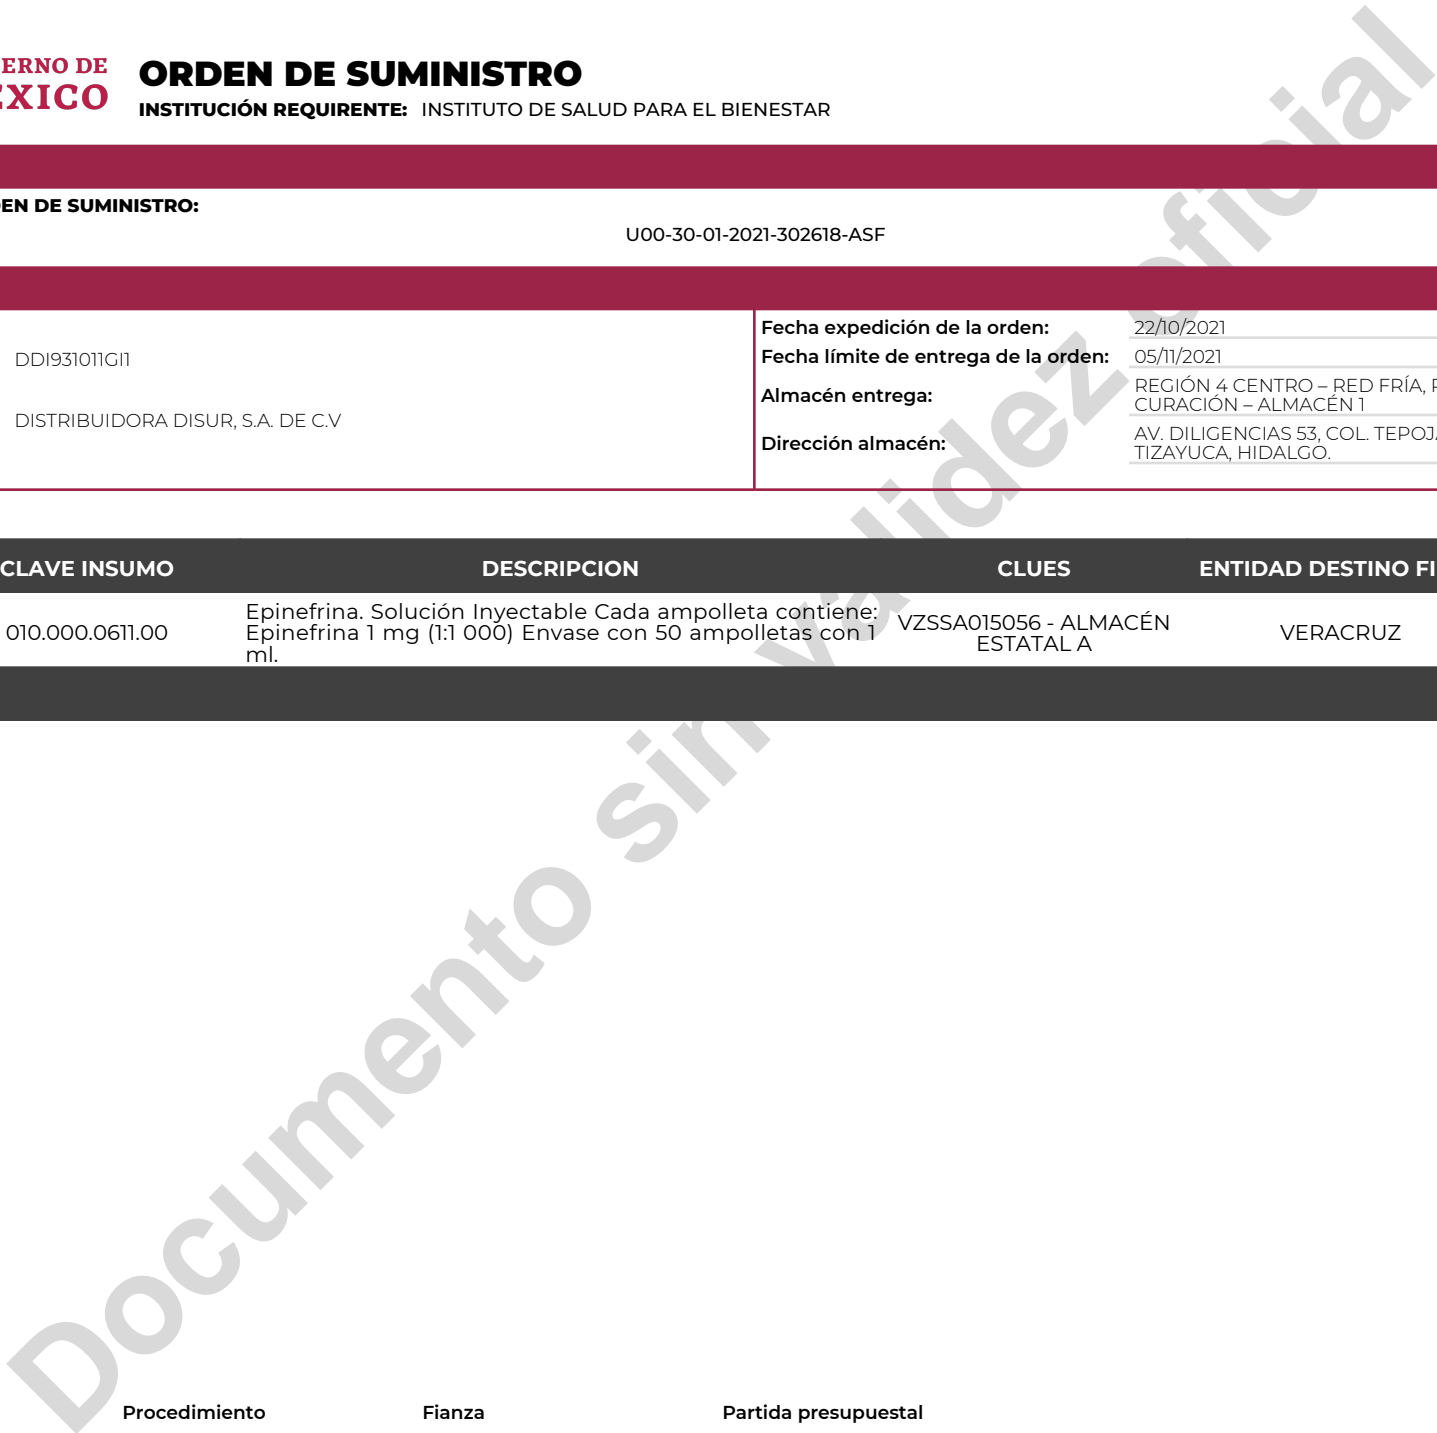 ERNO DE
ÉXICO
ORDEN DE SUMINISTRO
INSTITUCIÓN REQUIRENTE: INSTITUTO DE SALUD PARA EL BIENESTAR
EN DE SUMINISTRO:
U00-30-01-2021-302618-ASF
DDI931011GI1
DISTRIBUIDORA DISUR, S.A. DE C.V
Fecha expedición de la orden: 22/10/2021
Fecha límite de entrega de la orden: 05/11/2021
Almacén entrega: REGIÓN 4 CENTRO – RED FRÍA,
CURACIÓN – ALMACÉN 1
Dirección almacén: AV. DILIGENCIAS 53, COL. TEPOJ
TIZAYUCA, HIDALGO.
CLAVE INSUMO DESCRIPCION CLUES ENTIDAD DESTINO FI
010.000.0611.00
Epinefrina. Solución Inyectable Cada ampolleta contiene:
Epinefrina 1 mg (1:1 000) Envase con 50 ampolletas con 1
ml.
VZSSA015056 - ALMACÉN
ESTATAL A
VERACRUZ
Documento sin validez oficial
Procedimiento Fianza Partida presupuestal